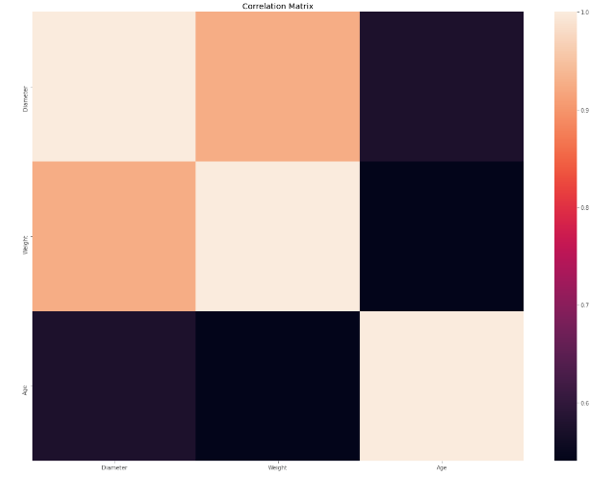 Correlation Matrix
Diameter
Weight
Age
Diameter
Weight
Age
1.0
0.9
0.8
0.7
0.6